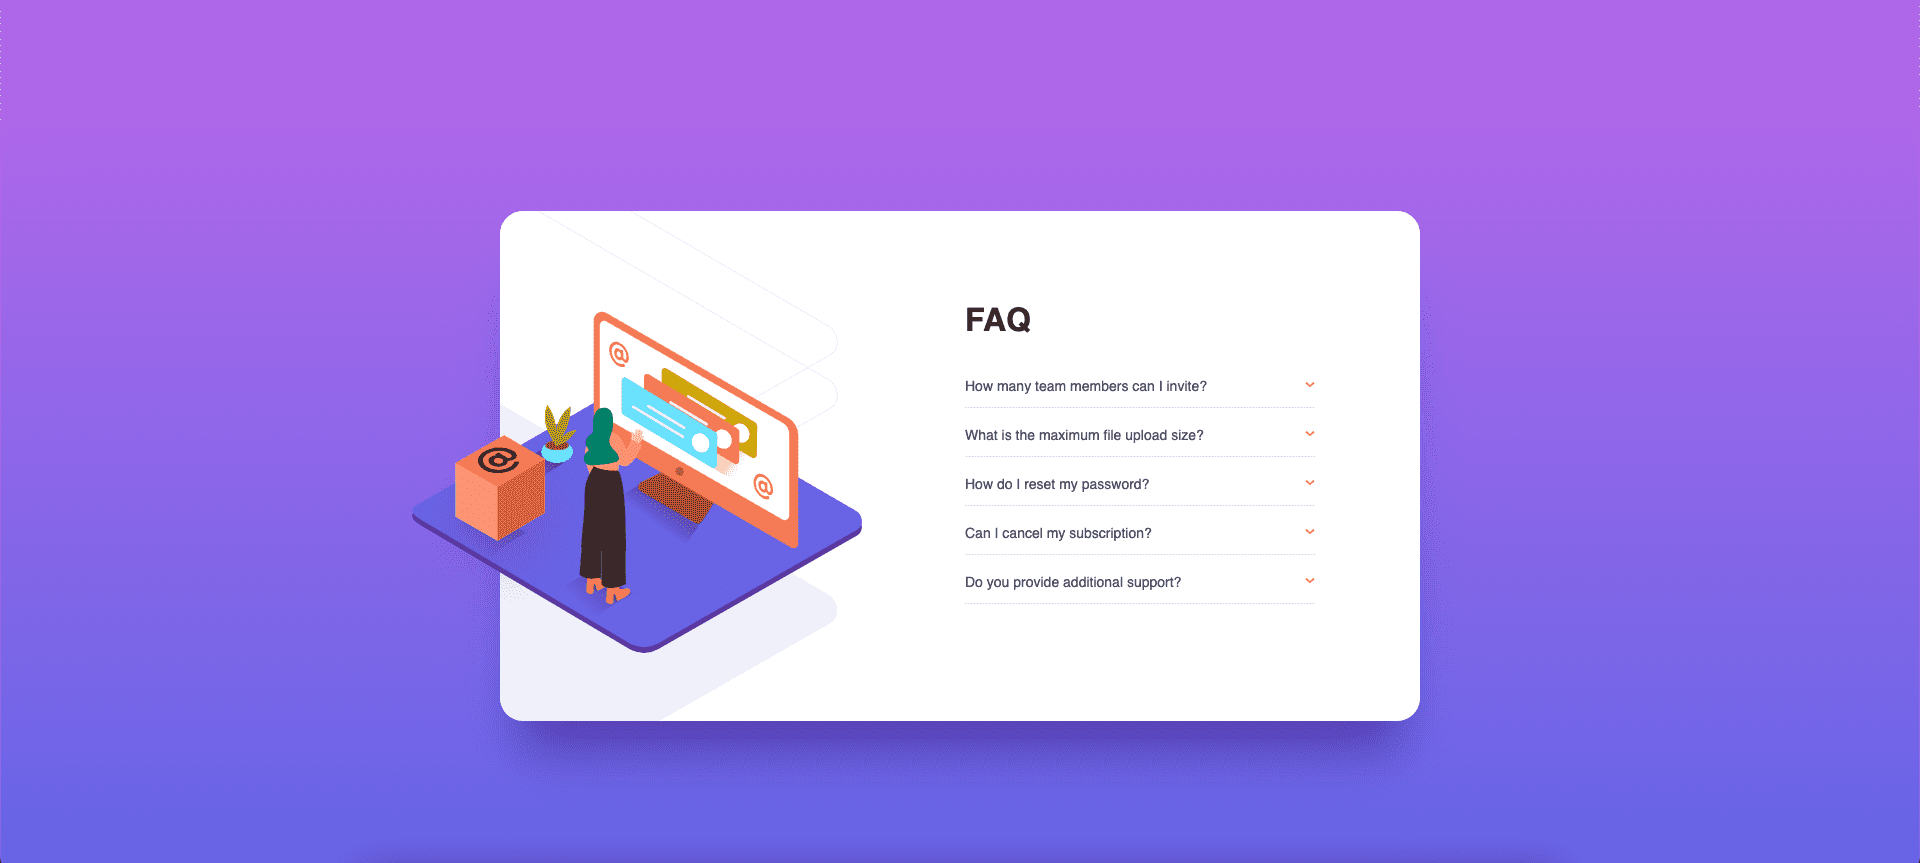 FAQ
How many team members can I invite?
What is the maximum file upload size?
How do I reset my password?
Can I cancel my subscription?
Do you provide additional support?
@
@
@